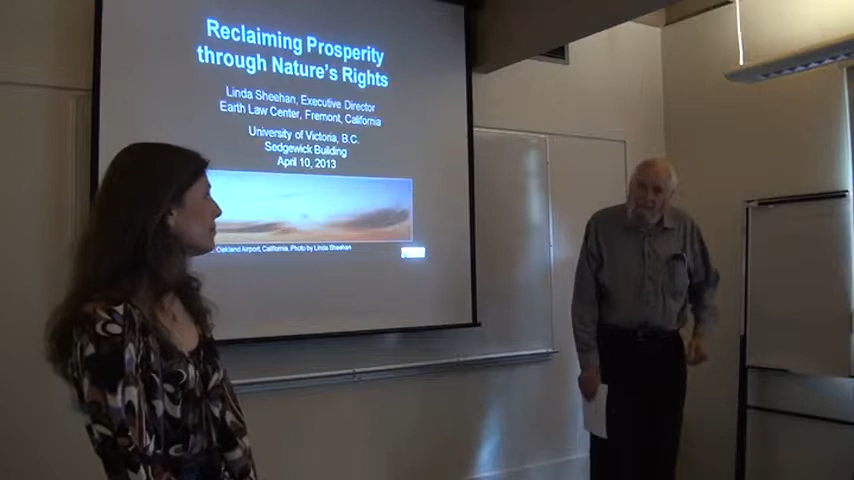 Reclaiming Prosperity
through Nature's Rights
Linda Sheehan, Executive Director
Earth Law Center, Fremont, California
University of Victoria, B.C.
Sedgewick Building
April 10, 2013
Oakland Airport, California, Photo by Linda Sheehan